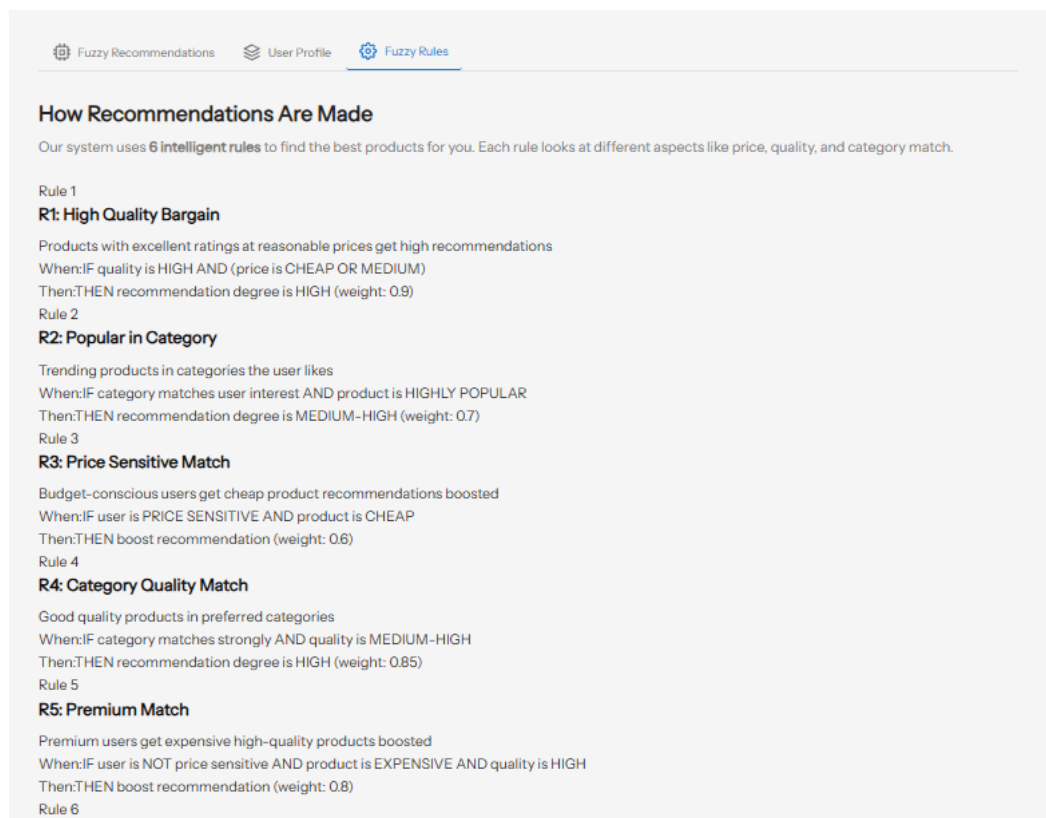 Fuzzy Recommendations User Profile Fuzzy Rules
How Recommendations Are Made
Our system uses 6 intelligent rules to find the best products for you. Each rule looks at different aspects like price, quality, and category match.
Rule 1
R1: High Quality Bargain
Products with excellent ratings at reasonable prices get high recommendations
When:IF quality is HIGH AND (price is CHEAP OR MEDIUM)
Then:THEN recommendation degree is HIGH (weight: 0.9)
Rule 2
R2: Popular in Category
Trending products in categories the user likes
When:IF category matches user interest AND product is HIGHLY POPULAR
Then:THEN recommendation degree is MEDIUM-HIGH (weight: 0.7)
Rule 3
R3: Price Sensitive Match
Budget-conscious users get cheap product recommendations boosted
When:IF user is PRICE SENSITIVE AND product is CHEAP
Then:THEN boost recommendation (weight: 0.6)
Rule 4
R4: Category Quality Match
Good quality products in preferred categories
When:IF category matches strongly AND quality is MEDIUM-HIGH
Then:THEN recommendation degree is HIGH (weight: 0.85)
Rule 5
R5: Premium Match
Premium users get expensive high-quality products boosted
When:IF user is NOT price sensitive AND product is EXPENSIVE AND quality is HIGH
Then:THEN boost recommendation (weight: 0.8)
Rule 6